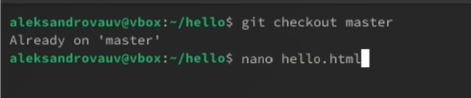 aleksandrovauv@vbox:~/hello$ git checkout master
Already on 'master'
aleksandrovauv@vbox:~/hello$ nano hello.html